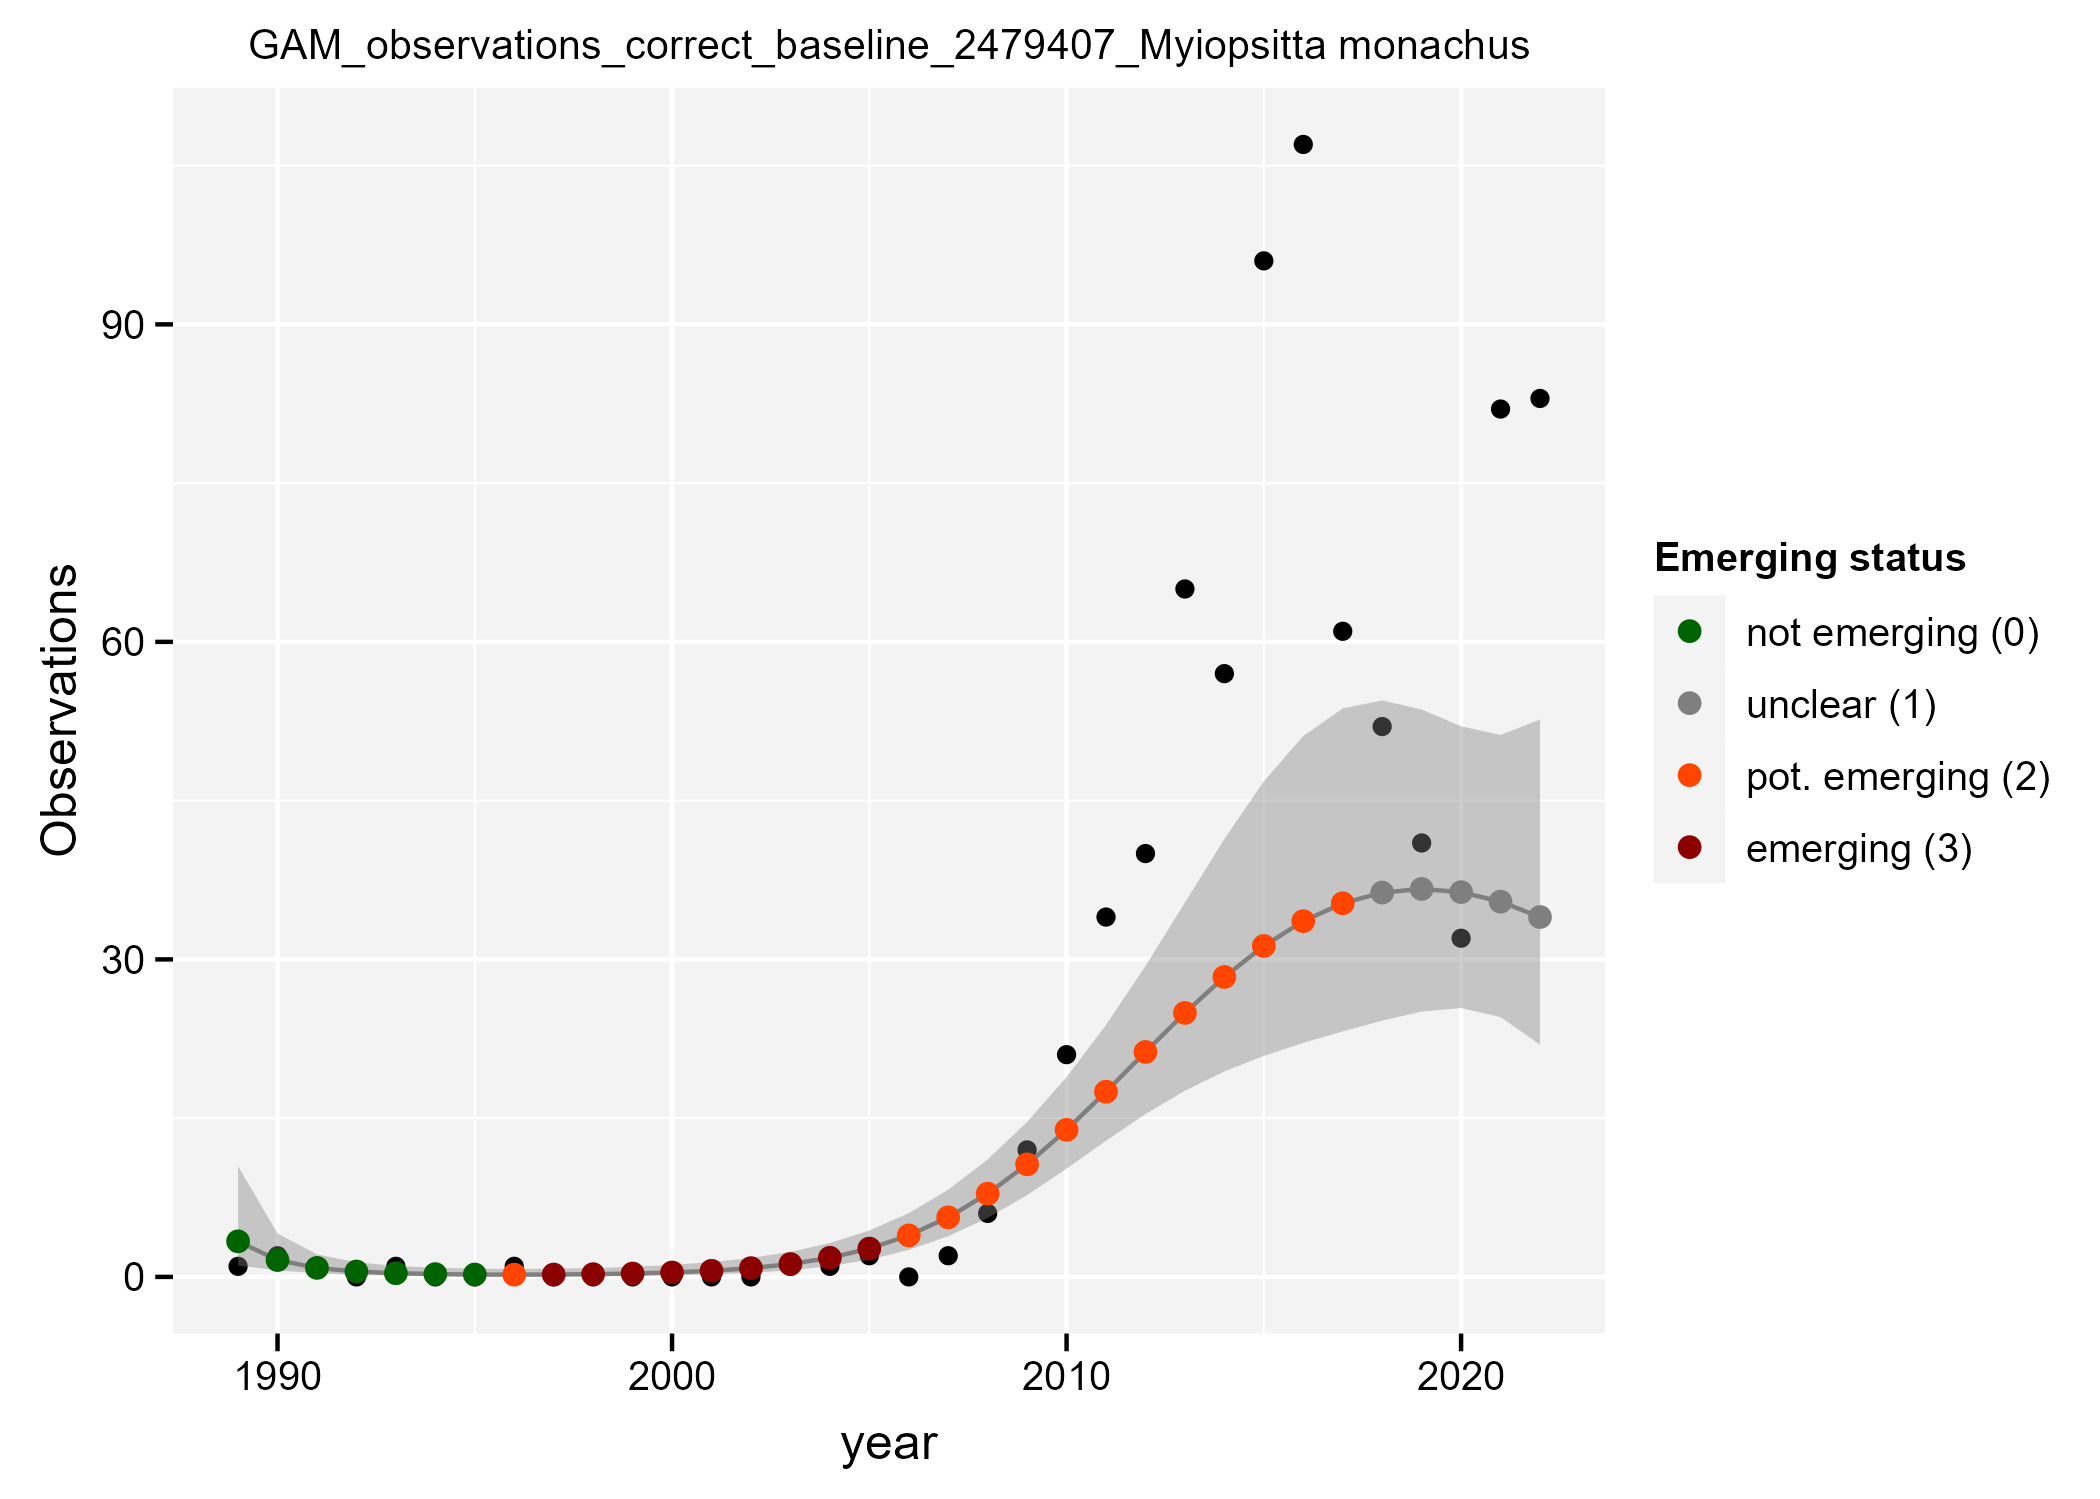 GAM_observations_correct_baseline_2479407_Myiopsitta monachus
Observations
90
60
30
0
1990
2000
2010
2020
year
Emerging status
not emerging (0)
unclear (1)
pot. emerging (2)
emerging (3)